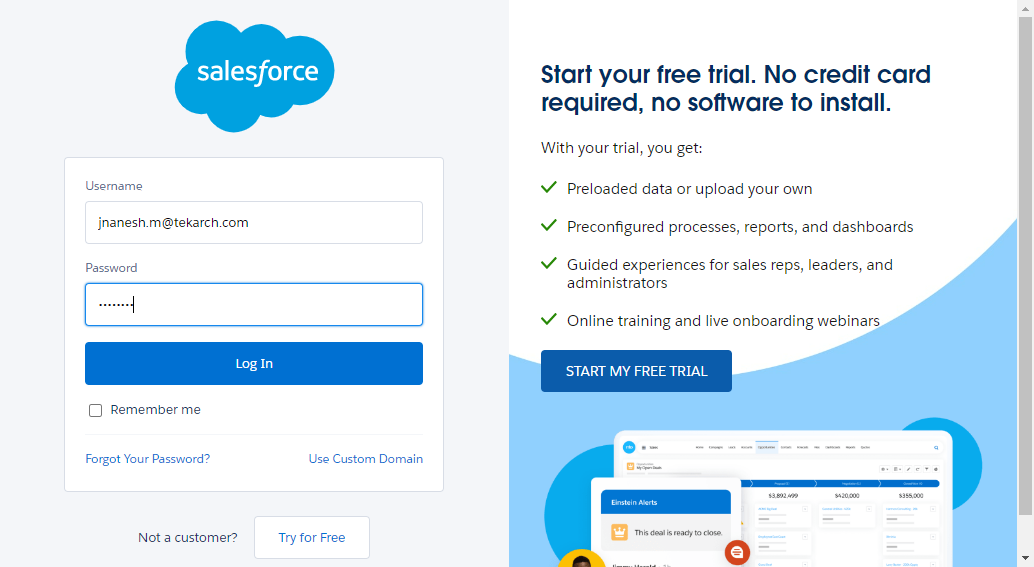 salesforce
Username
jnanesh.m@tekarch.com
Password
........
Log In
Remember me
Forgot Your Password?
Use Custom Domain
Not a customer?
Try for Free
Start your free trial. No credit card
required, no software to install.
With your trial, you get:
Preloaded data or upload your own
Preconfigured processes, reports, and dashboards
Guided experiences for sales reps, leaders, and
administrators
Online training and live onboarding webinars
START MY FREE TRIAL
Sales
My Open Deals
$3,892,499
$420,000
$355,000
Einstein Alerts
This deal is ready to close.